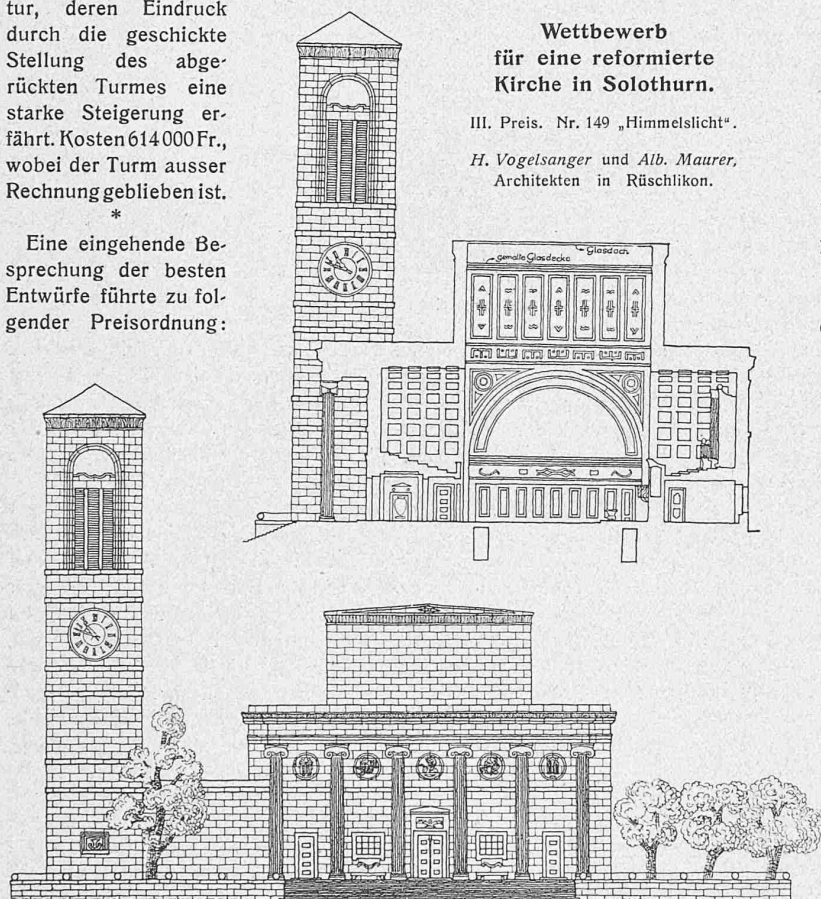 tur, deren Eindruck
durch die geschickte
Stellung des abge-
rückten Turmes eine
starke Steigerung er-
fährt. Kosten 614000 Fr.,
wobei der Turm ausser
Rechnung geblieben ist.
*
Eine eingehende Be-
sprechung der besten
Entwürfe führte zu fol-
gender Preisordnung:
Wettbewerb
für eine reformierte
Kirche in Solothurn.
III. Preis. Nr. 149 „Himmelslicht“.
H. Vogelsanger und Alb. Maurer,
Architekten in Rüschlikon.
gemalte Glasdecke
Glasdach